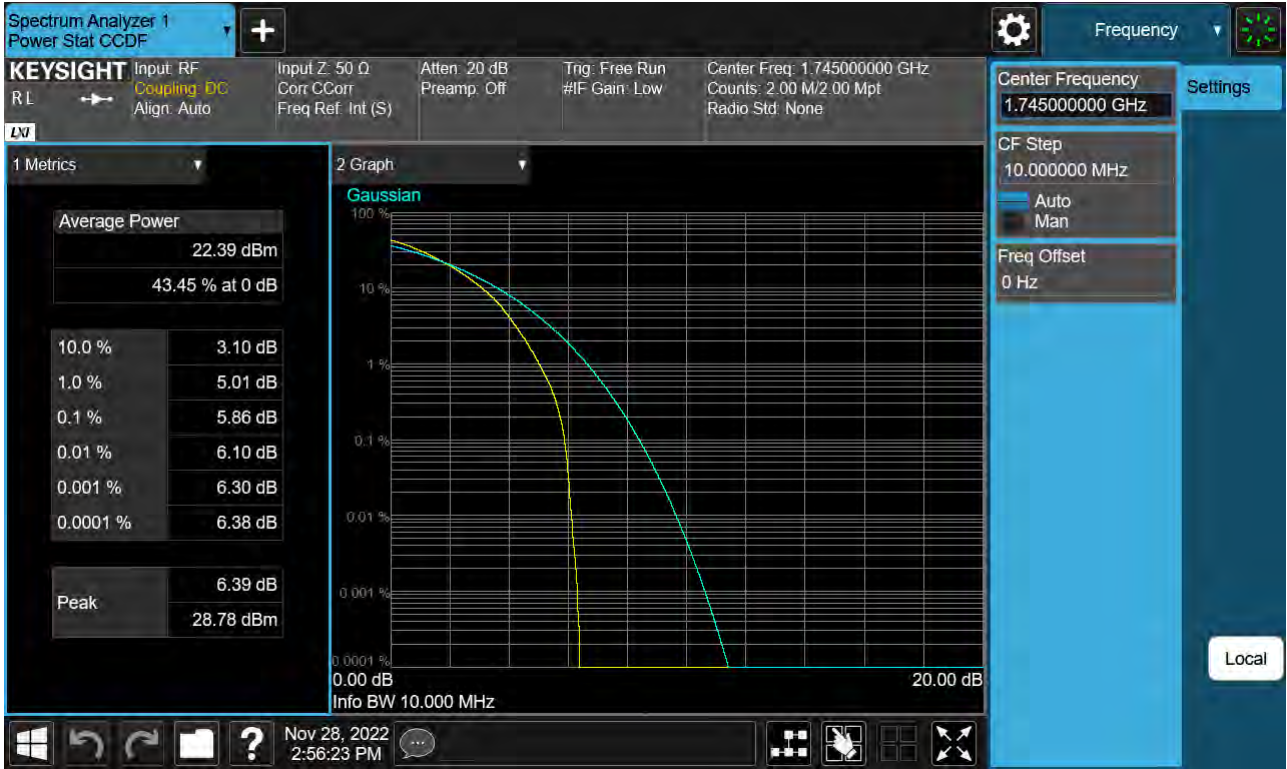 Spectrum Analyzer 1
Power Stat CCDF
Frequency
KEYSIGHT
R L
LXI
Input: RF
Coupling: DC
Align: Auto
Input Z: 50 Ω
Corr CCorr
Freq Ref: Int (S)
Atten: 20 dB
Preamp: Off
Trig: Free Run
#IF Gain: Low
Center Freq: 1.745000000 GHz
Counts: 2.00 M/2.00 Mpt
Radio Std: None
Center Frequency
1.745000000 GHz
Settings
CF Step
10.000000 MHz
Auto
Man
Freq Offset
0 Hz
Local
1 Metrics
Average Power
22.39 dBm
43.45 % at 0 dB
10.0 % 3.10 dB
1.0 % 5.01 dB
0.1 % 5.86 dB
0.01 % 6.10 dB
0.001 % 6.30 dB
0.0001 % 6.38 dB
Peak
6.39 dB
28.78 dBm
2 Graph
Gaussian
100 %
10 %
1 %
0.1 %
0.01 %
0.001 %
0.0001 %
0.00 dB 20.00 dB
Info BW 10.000 MHz
?
Nov 28, 2022
2:56:23 PM